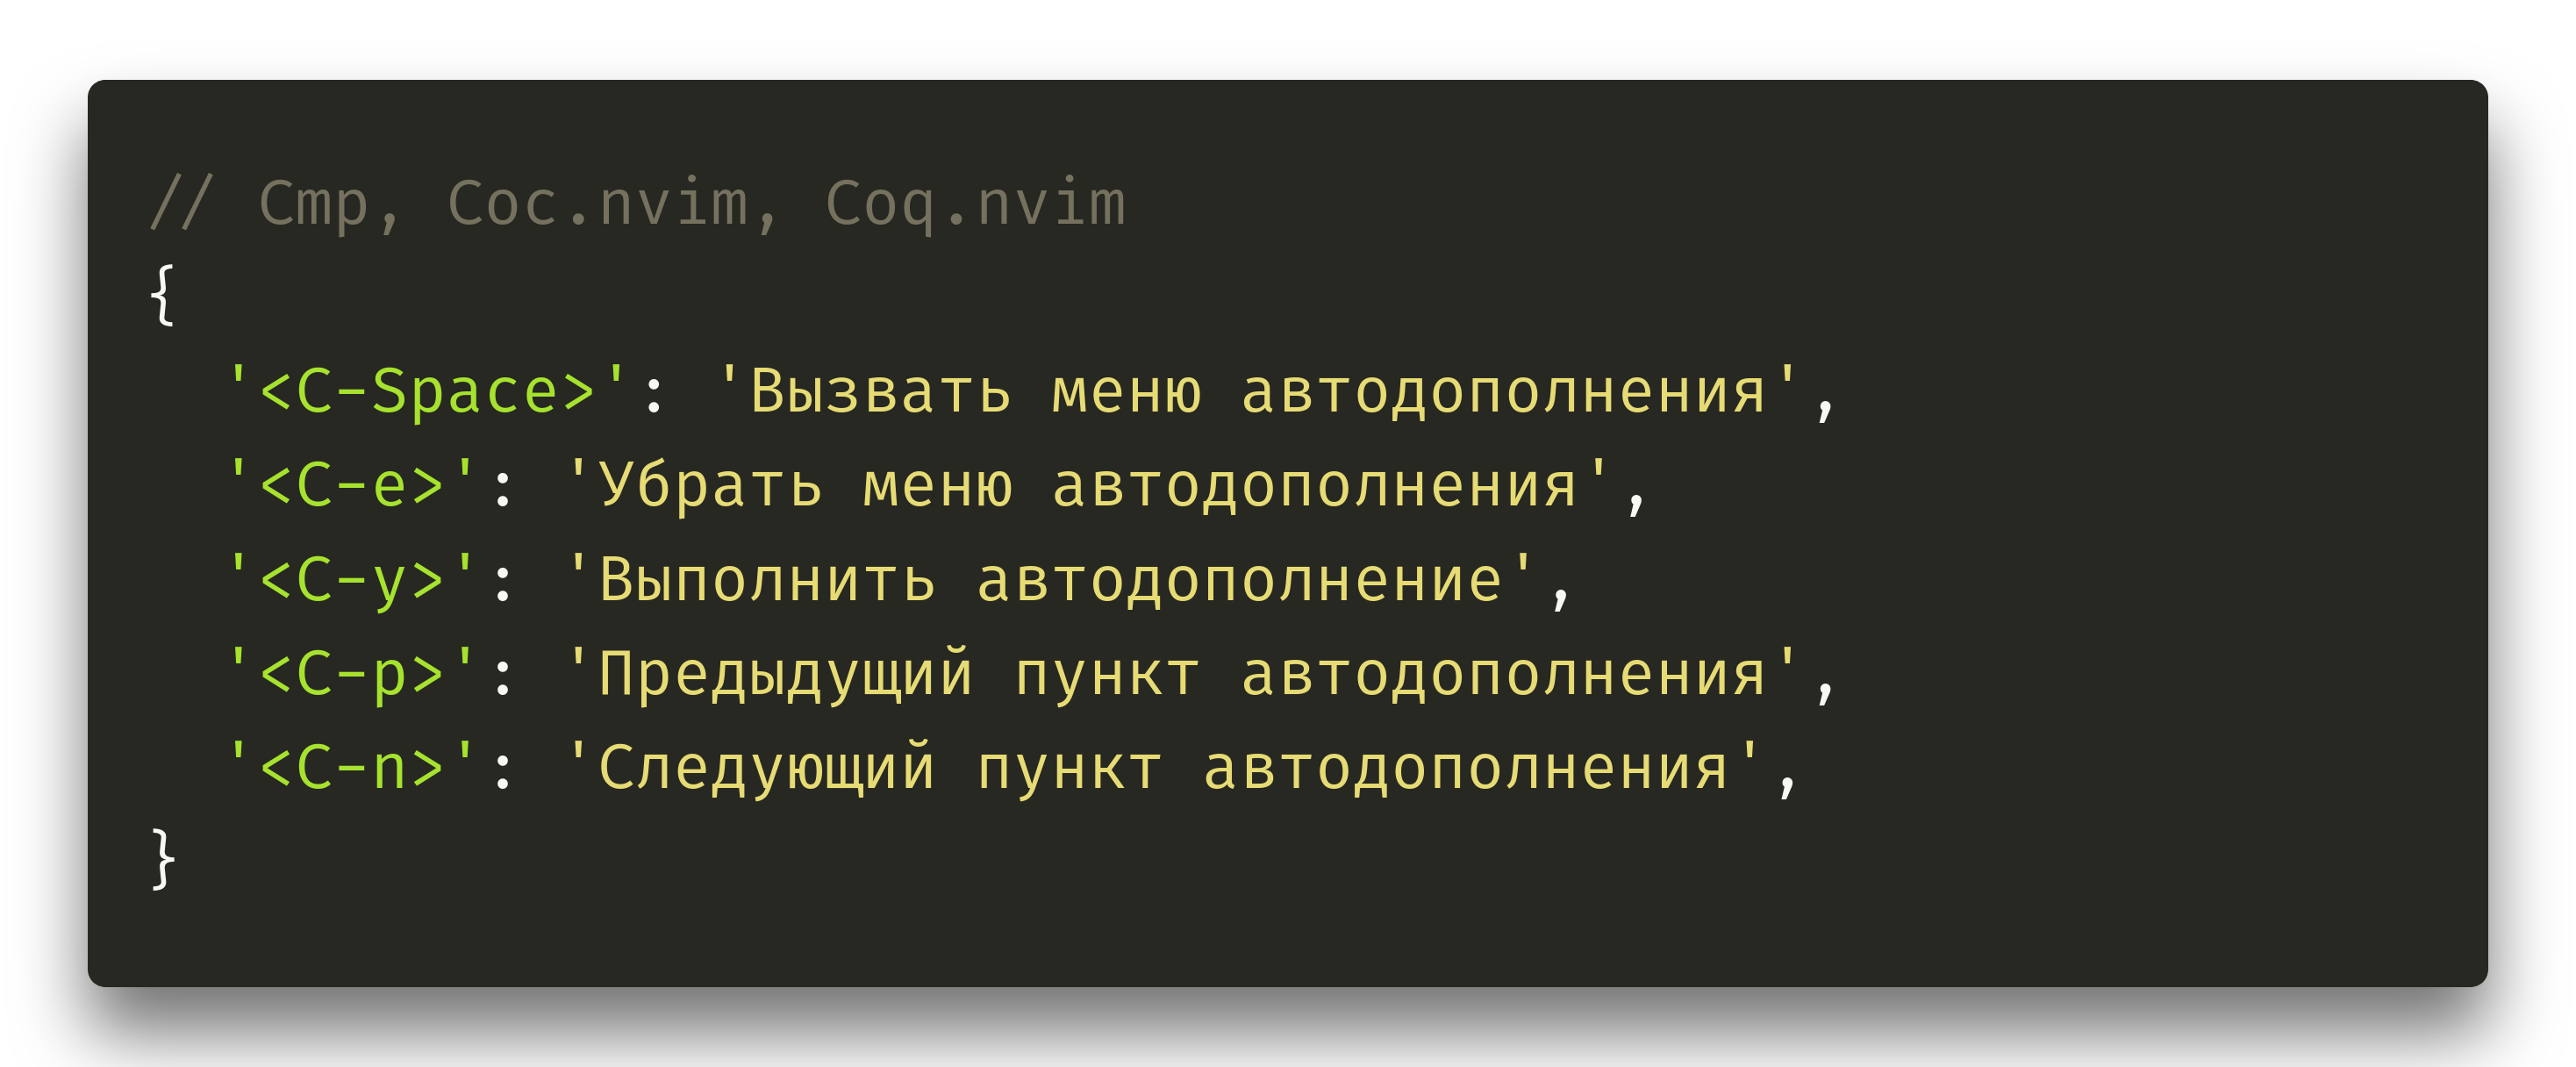 // Cmp, Coc.nvim, Coq.nvim
{
  '<C-Space>': 'Вызвать меню автодополнения',
  '<C-e>': 'Убрать меню автодополнения',
  '<C-y>': 'Выполнить автодополнение',
  '<C-p>': 'Предыдущий пункт автодополнения',
  '<C-n>': 'Следующий пункт автодополнения',
}